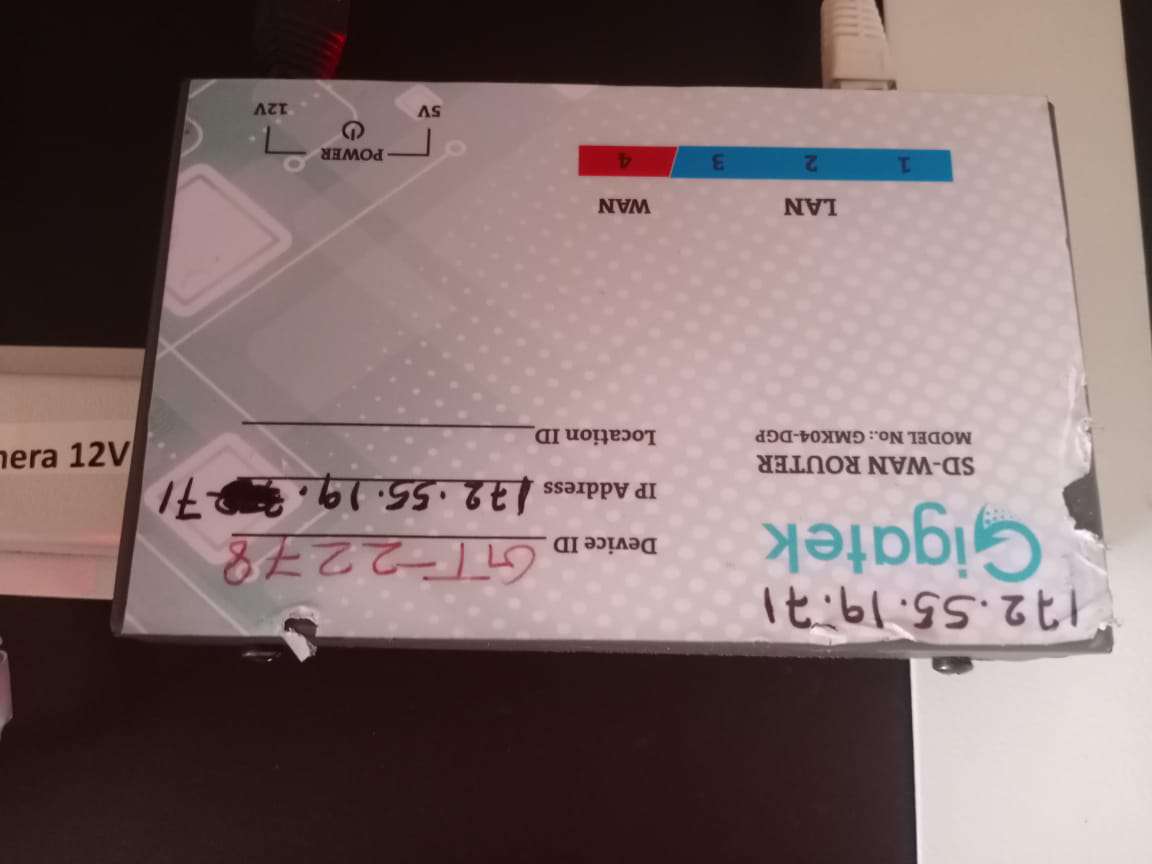 172.55.19.71
Gigatek
SD-WAN ROUTER
MODEL No.: GMK04-DGP
Device ID GT-2278
IP Address 172.55.19. 71
Location ID
LAN
WAN
1 2 3 4
POWER
5V 12V
nera 12V